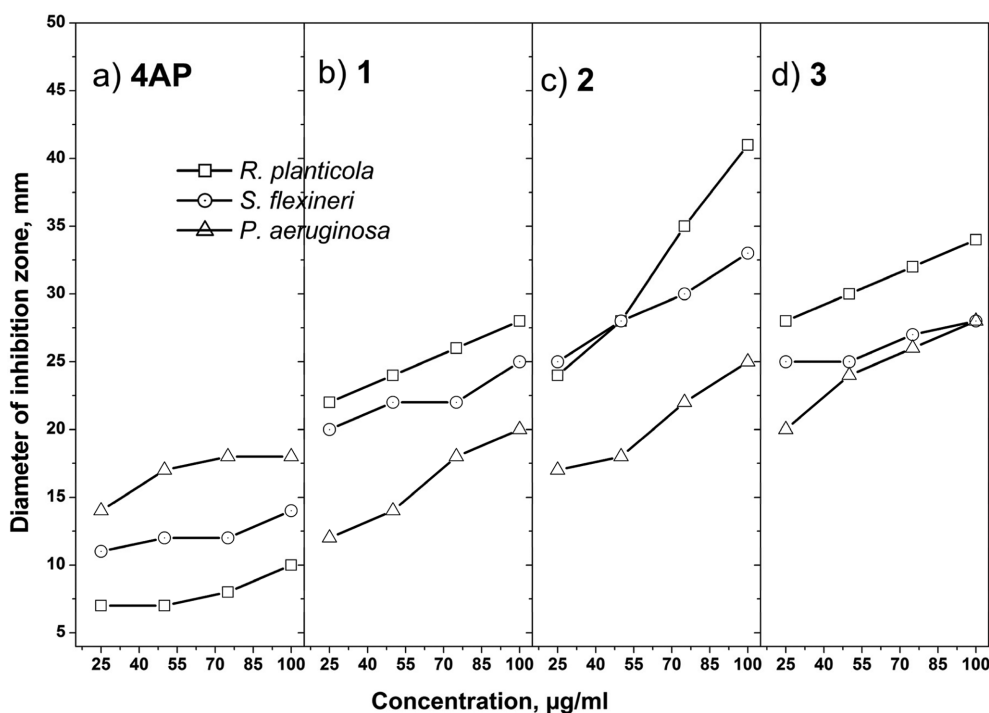 50
45
40
35
30
25
20
15
10
5
Diameter of inhibition zone, mm
a) 4AP
b) 1
c) 2
d) 3
R. planticola
S. flexineri
P. aeruginosa
25 40 55 70 85 100 25 40 55 70 85 100 25 40 55 70 85 100 25 40 55 70 85 100
Concentration, µg/ml